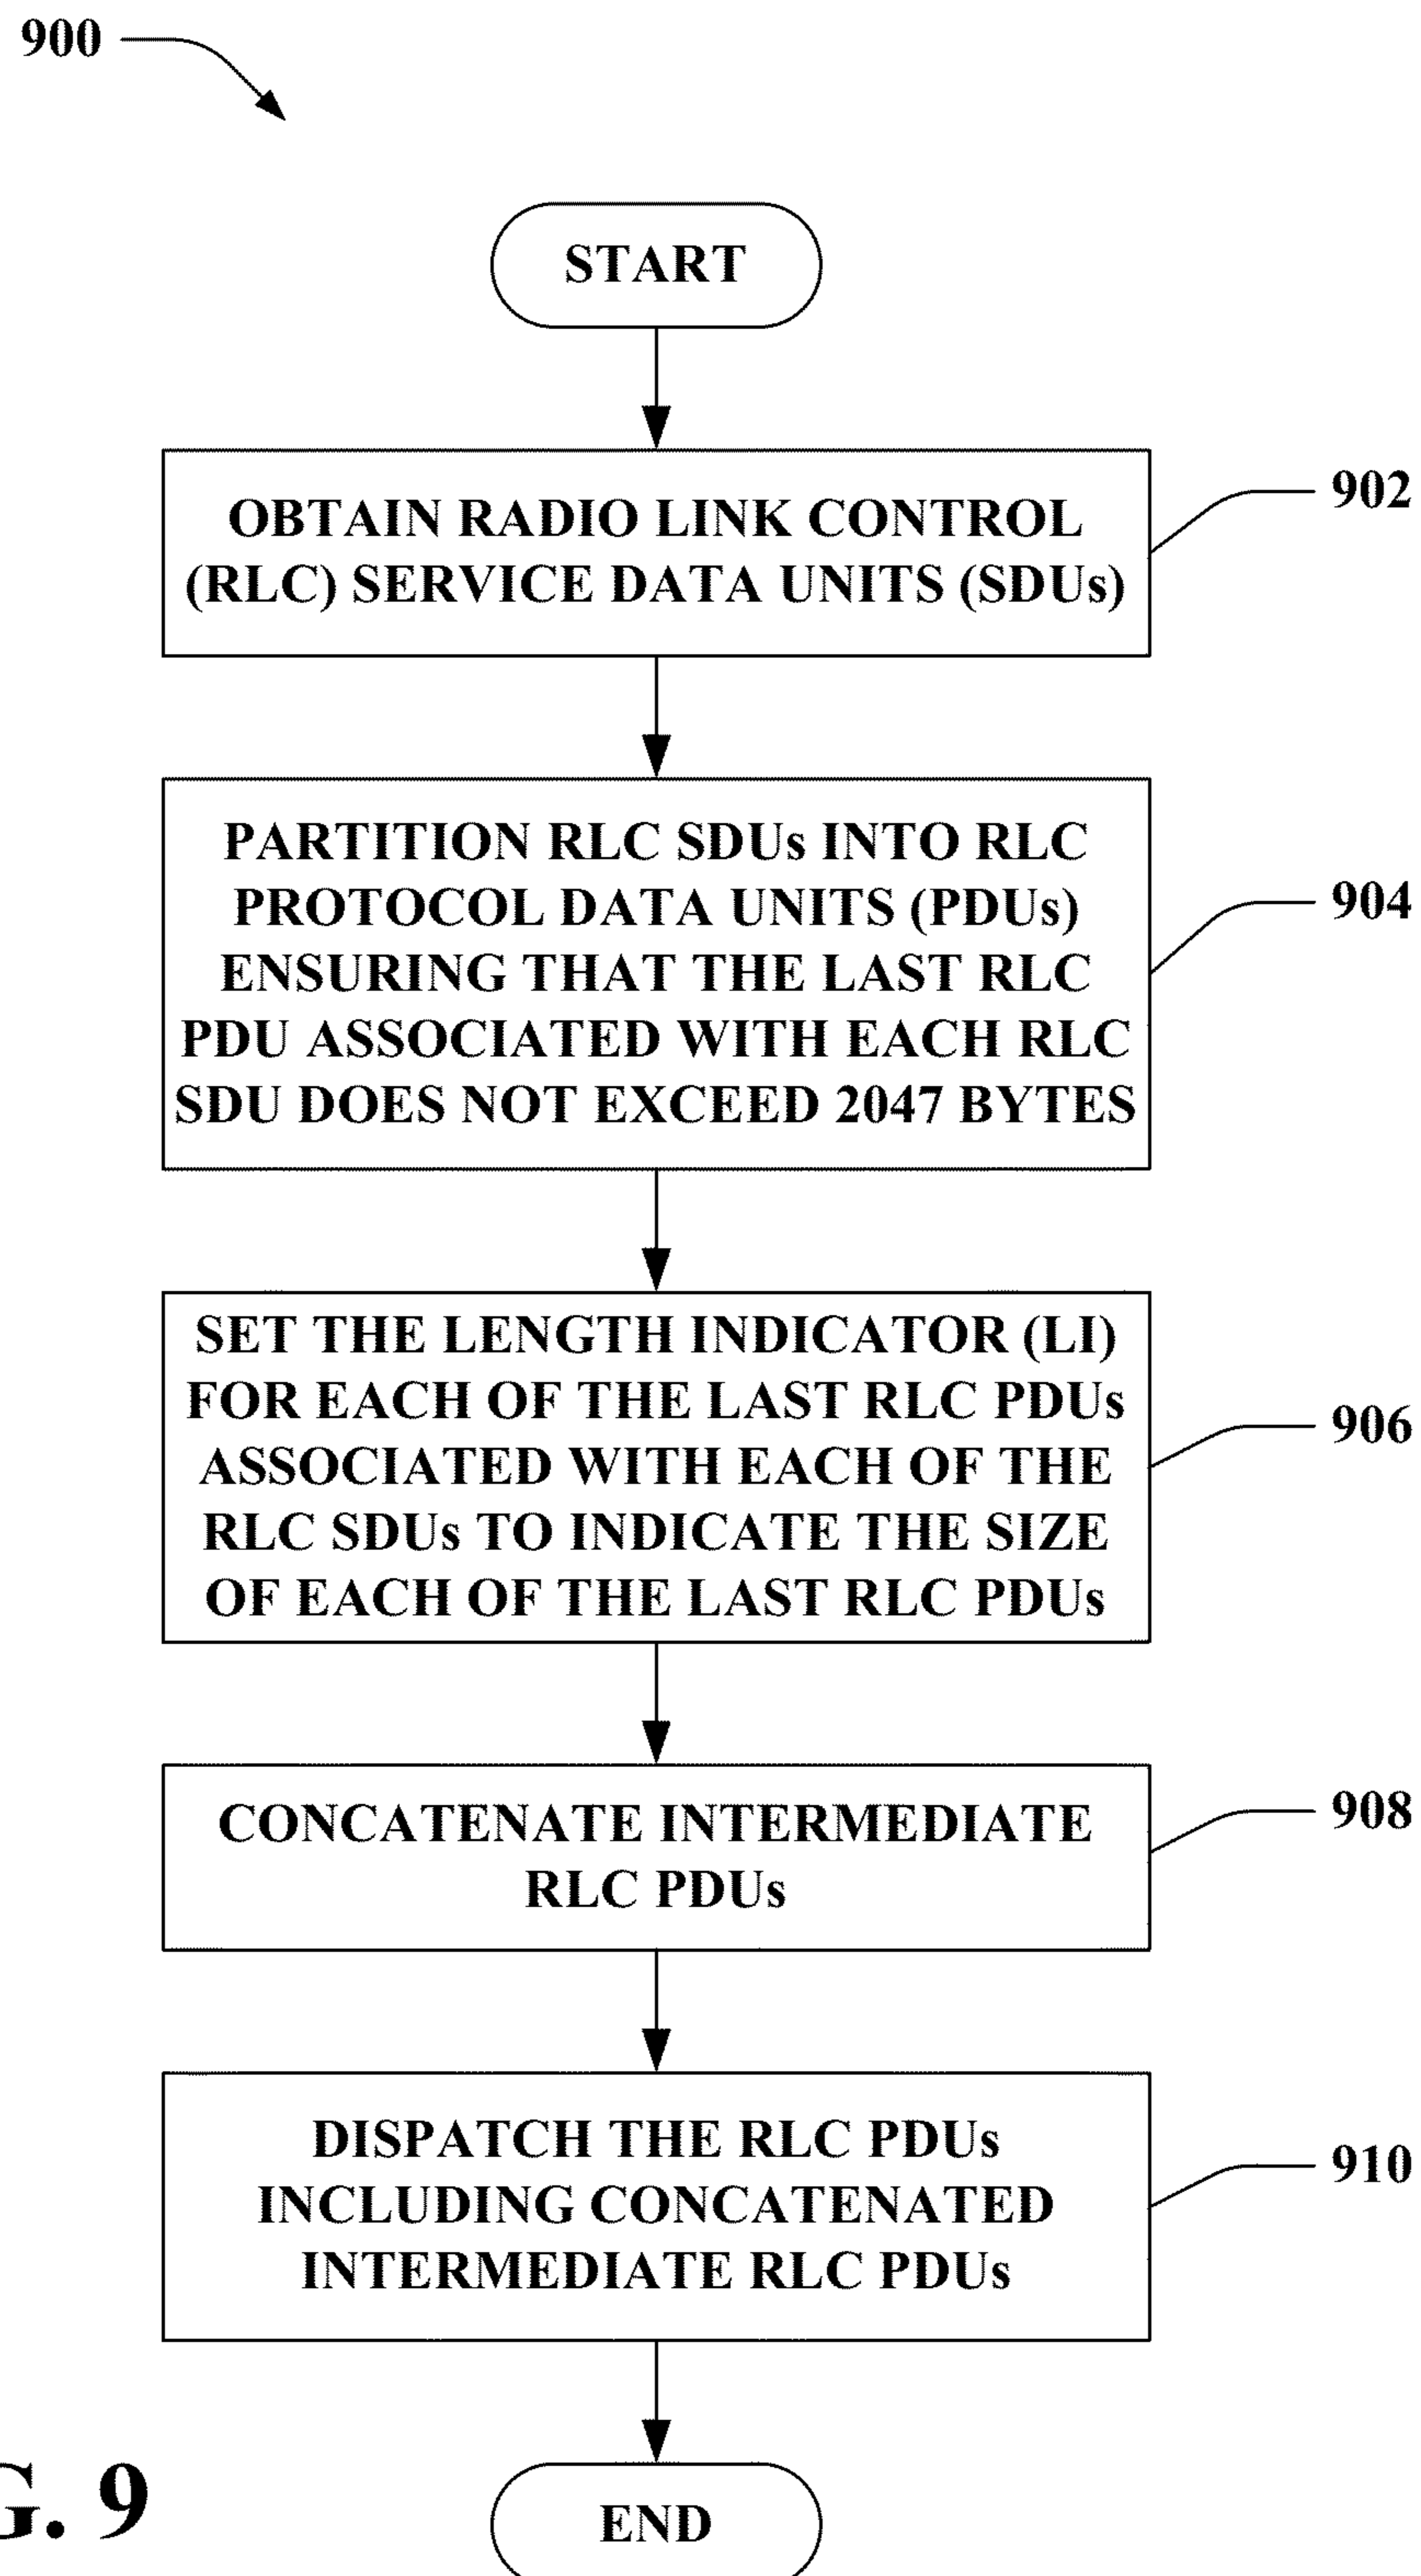 900
START
OBTAIN RADIO LINK CONTROL
(RLC) SERVICE DATA UNITS (SDUs)
902
PARTITION RLC SDUs INTO RLC
PROTOCOL DATA UNITS (PDUs)
ENSURING THAT THE LAST RLC
PDU ASSOCIATED WITH EACH RLC
SDU DOES NOT EXCEED 2047 BYTES
904
SET THE LENGTH INDICATOR (LI)
FOR EACH OF THE LAST RLC PDUs
ASSOCIATED WITH EACH OF THE
RLC SDUs TO INDICATE THE SIZE
OF EACH OF THE LAST RLC PDUs
906
CONCATENATE INTERMEDIATE
RLC PDUs
908
DISPATCH THE RLC PDUs
INCLUDING CONCATENATED
INTERMEDIATE RLC PDUs
910
END
G. 9